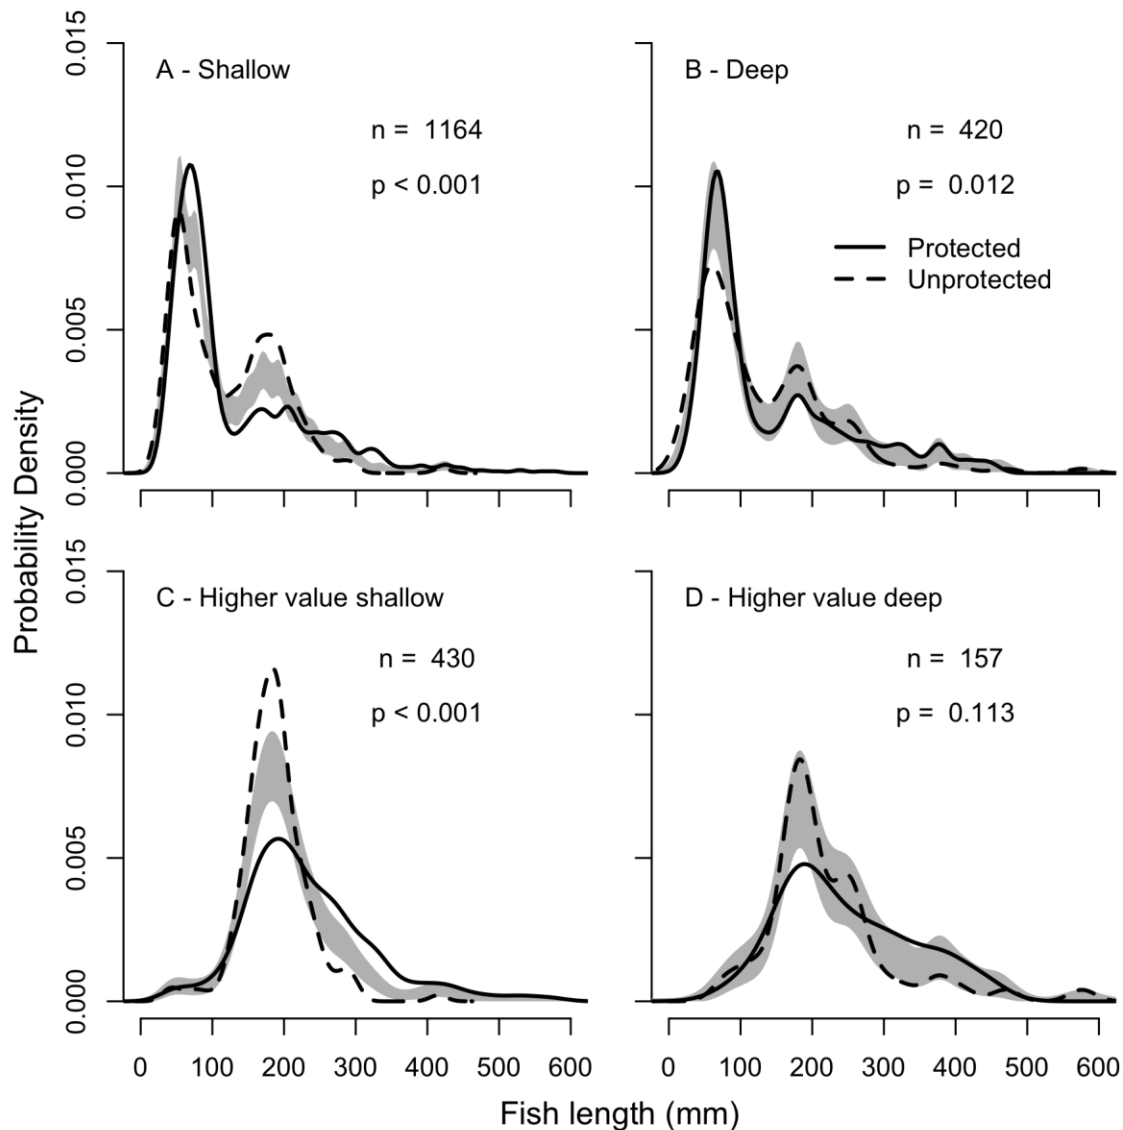 A - Shallow
n = 1164
p < 0.001
0.000
0.005
0.010
0.015
B - Deep
n = 420
p = 0.012
Protected
Unprotected
Probability Density
C - Higher value shallow
n = 430
p < 0.001
0.000
0.005
0.010
0.015
0 100 200 300 400 500 600
D - Higher value deep
n = 157
p = 0.113
0 100 200 300 400 500 600
Fish length (mm)